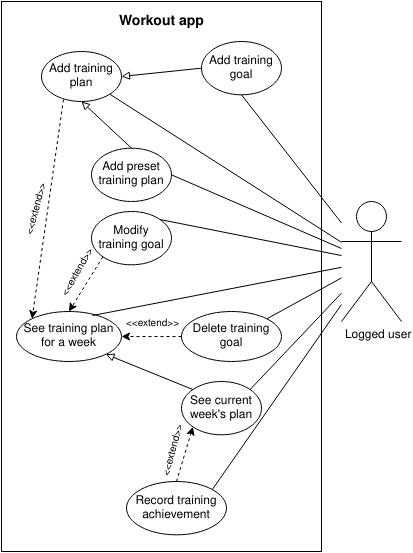 Workout app
Add training
plan
Add training
goal
Add preset
training plan
<<extend>>
Modify
training goal
<<extend>>
See training plan
for a week
<<extend>>
Delete training
goal
Logged user
See current
week's plan
<<extend>>
Record training
achievement